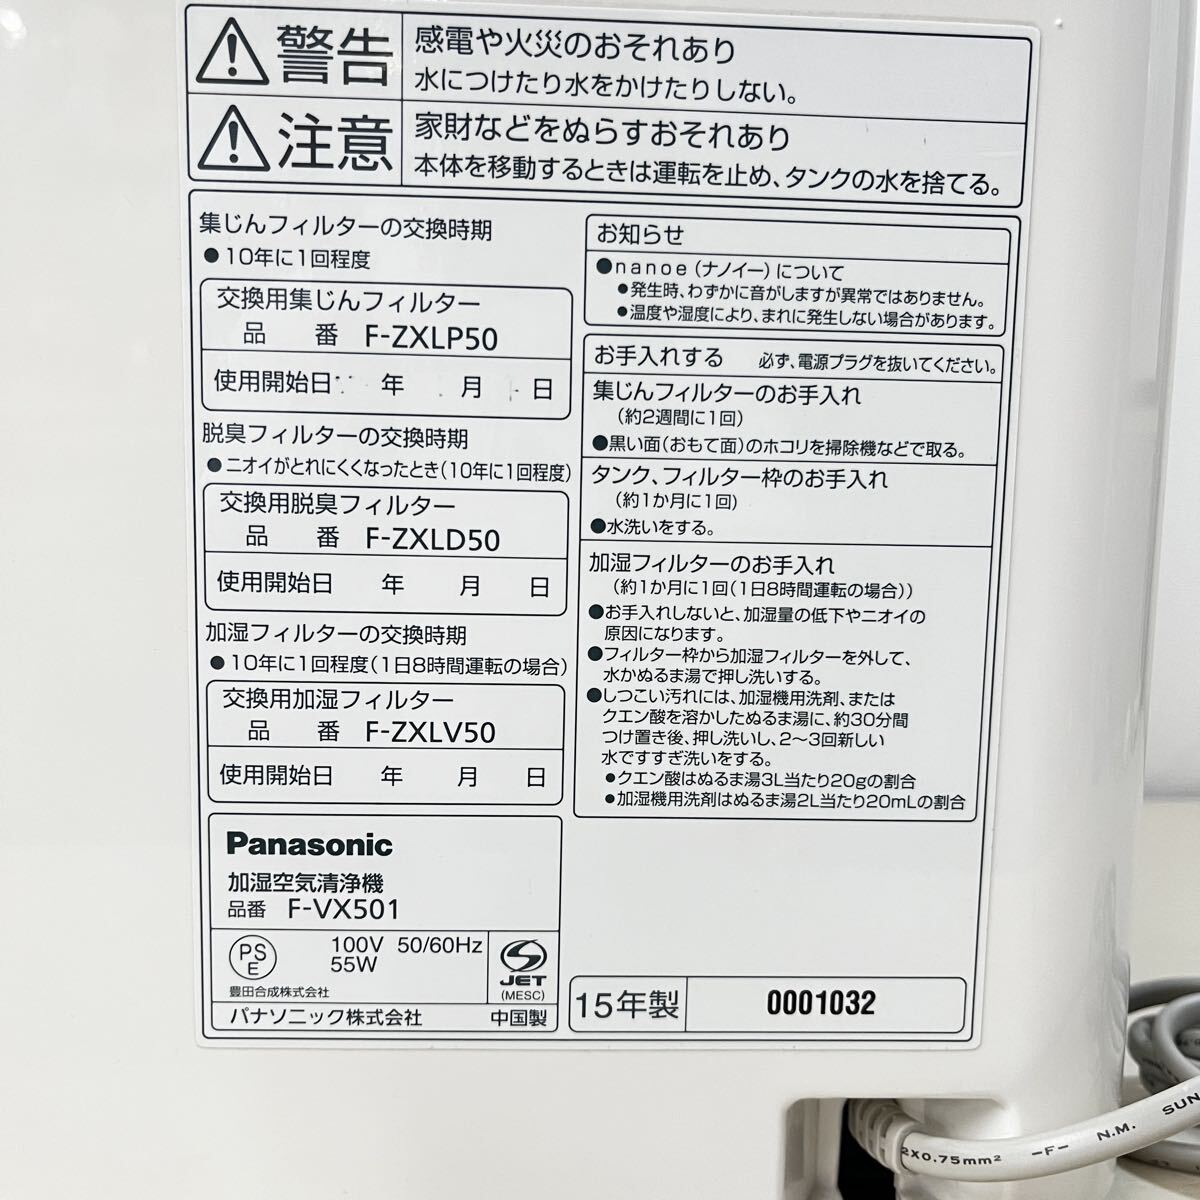 警告
感電や火災のおそれあり
水につけたり水をかけたりしない。
注意
家財などをぬらすおそれあり
本体を移動するときは運転を止め、タンクの水を捨てる。
集じんフィルターの交換時期
●10年に1回程度
交換用集じんフィルター
品 番 F-ZXLP50
使用開始日 年 月 日
脱臭フィルターの交換時期
●ニオイがとれにくくなったとき(10年に1回程度)
交換用脱臭フィルター
品 番 F-ZXLD50
使用開始日 年 月 日
加湿フィルターの交換時期
●10年に1回程度(1日8時間運転の場合)
交換用加湿フィルター
品 番 F-ZXLV50
使用開始日 年 月 日
Panasonic
加湿空気清浄機
品番 F-VX501
PS
E
100V 50/60Hz
55W
豊田合成株式会社
JET
(MESC)
パナソニック株式会社 中国製
お知らせ
●nanoe(ナノイー)について
●発生時、わずかに音がしますが異常ではありません。
●温度や湿度により、まれに発生しない場合があります。
お手入れする 必ず、電源プラグを抜いてください。
集じんフィルターのお手入れ
(約2週間に1回)
●黒い面(おもて面)のホコリを掃除機などで取る。
タンク、フィルター枠のお手入れ
(約1か月に1回)
●水洗いをする。
加湿フィルターのお手入れ
(約1か月に1回(1日8時間運転の場合))
●お手入れしないと、加湿量の低下やニオイの
原因になります。
●フィルター枠から加湿フィルターを外して、
水かぬるま湯で押し洗いする。
●しつこい汚れには、加湿機用洗剤、または
クエン酸を溶かしたぬるま湯に、約30分間
つけ置き後、押し洗いし、2〜3回新しい
水ですすぎ洗いをする。
●クエン酸はぬるま湯3L当たり20gの割合
●加湿機用洗剤はぬるま湯2L当たり20mLの割合
15年製 0001032
2X0.75mm² -F- N.M. SUN